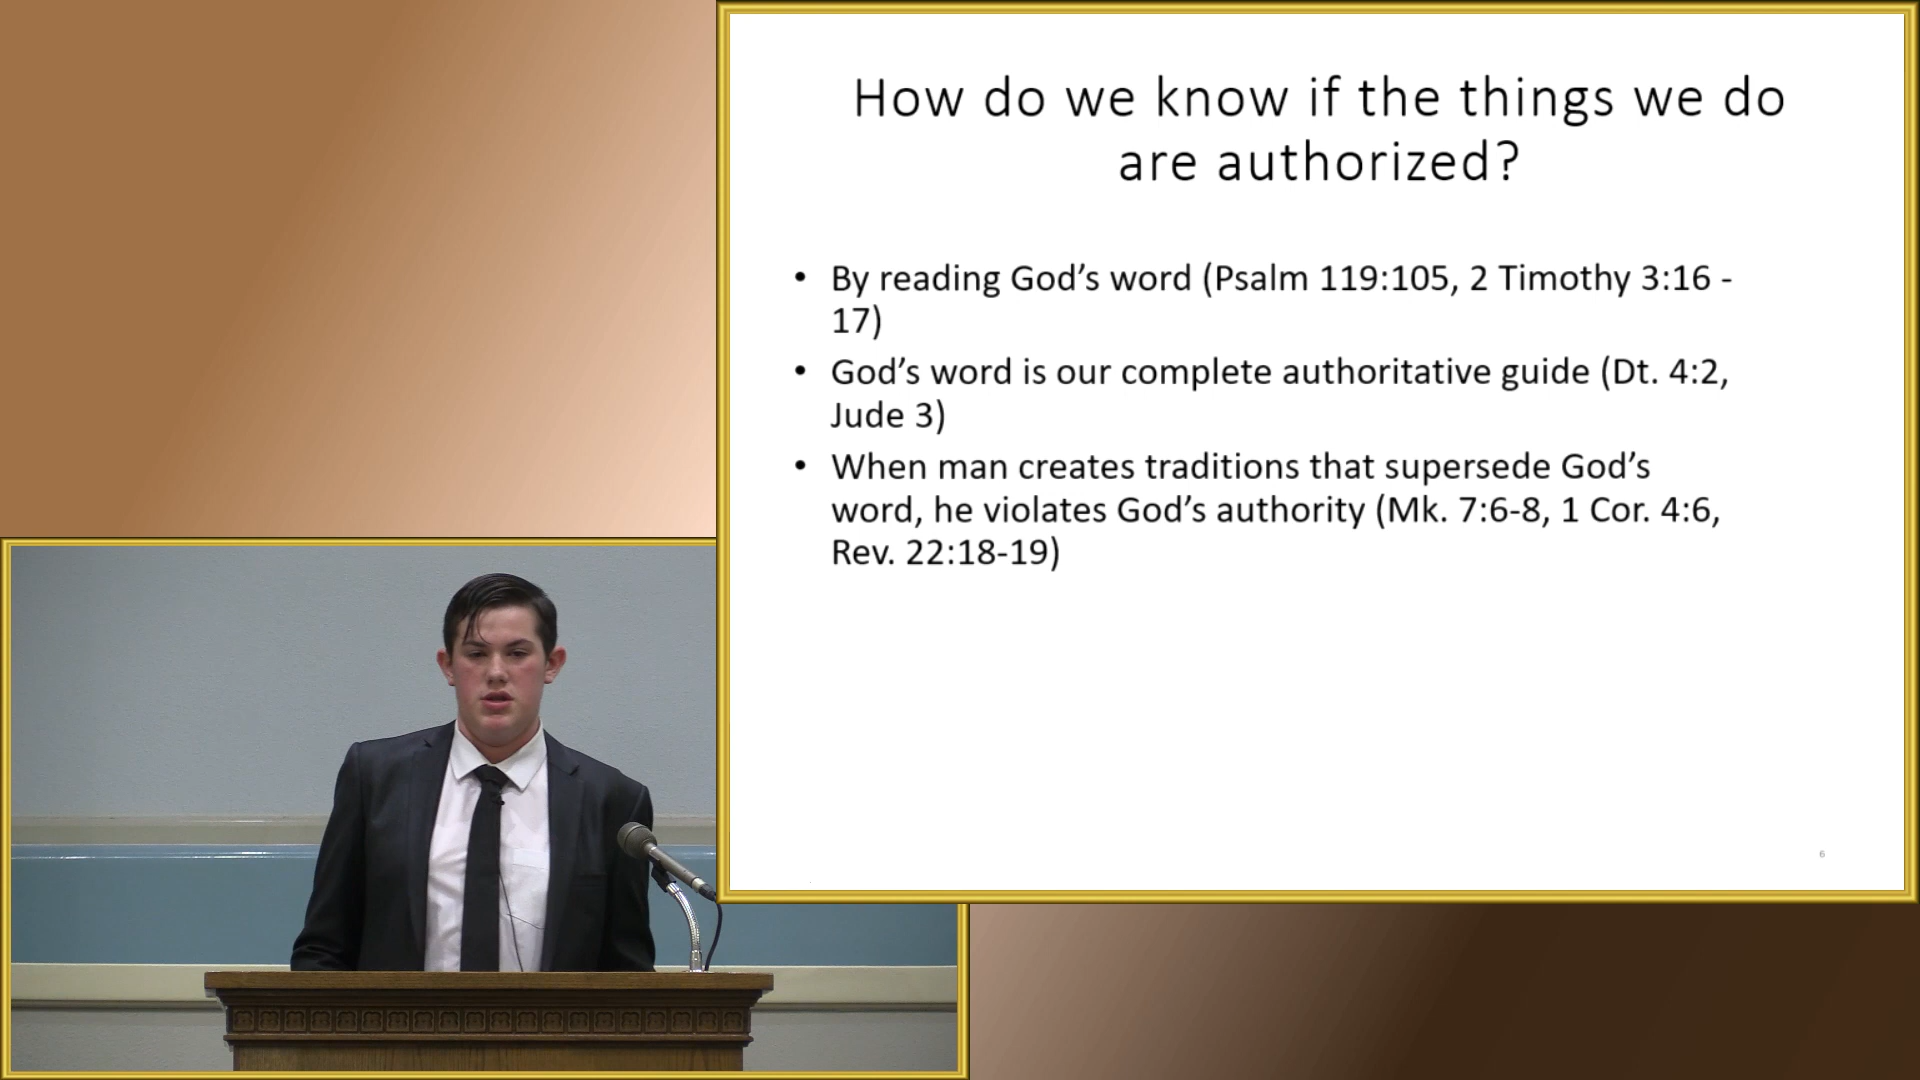 How do we know if the things we do
are authorized?
• By reading God’s word (Psalm 119:105, 2 Timothy 3:16 -
17)
• God’s word is our complete authoritative guide (Dt. 4:2,
Jude 3)
• When man creates traditions that supersede God’s
word, he violates God’s authority (Mk. 7:6-8, 1 Cor. 4:6,
Rev. 22:18-19)
6